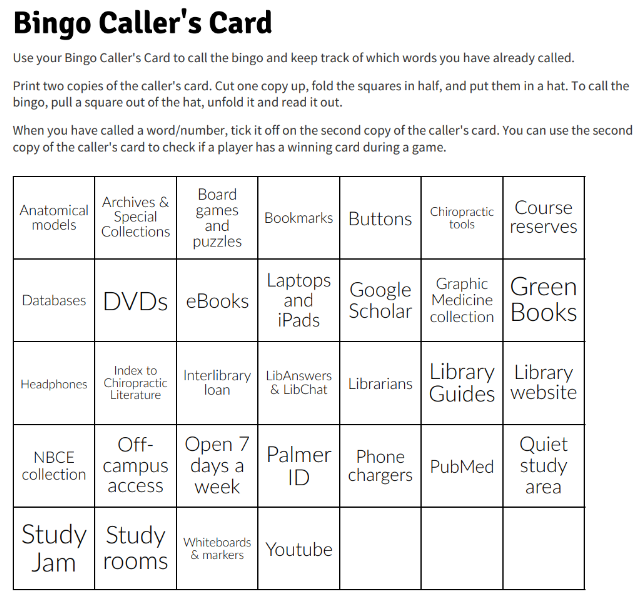 Bingo Caller's Card
Use your Bingo Caller's Card to call the bingo and keep track of which words you have already called.
Print two copies of the caller's card. Cut one copy up, fold the squares in half, and put them in a hat. To call the
bingo, pull a square out of the hat, unfold it and read it out.
When you have called a word/number, tick it off on the second copy of the caller's card. You can use the second
copy of the caller's card to check if a player has a winning card during a game.
Anatomical
models
Archives &
Special
Collections
Board
games
and
puzzles
Bookmarks
Buttons
Chiropractic
tools
Course
reserves
Databases
DVDs
eBooks
Laptops
and
iPads
Google
Scholar
Graphic
Medicine
collection
Green
Books
Headphones
Index to
Chiropractic
Literature
Interlibrary
loan
LibAnswers
& LibChat
Librarians
Library
Guides
Library
website
NBCE
collection
Off-
campus
access
Open 7
days a
week
Palmer
ID
Phone
chargers
PubMed
Quiet
study
area
Study
Jam
Study
rooms
Whiteboards
& markers
Youtube